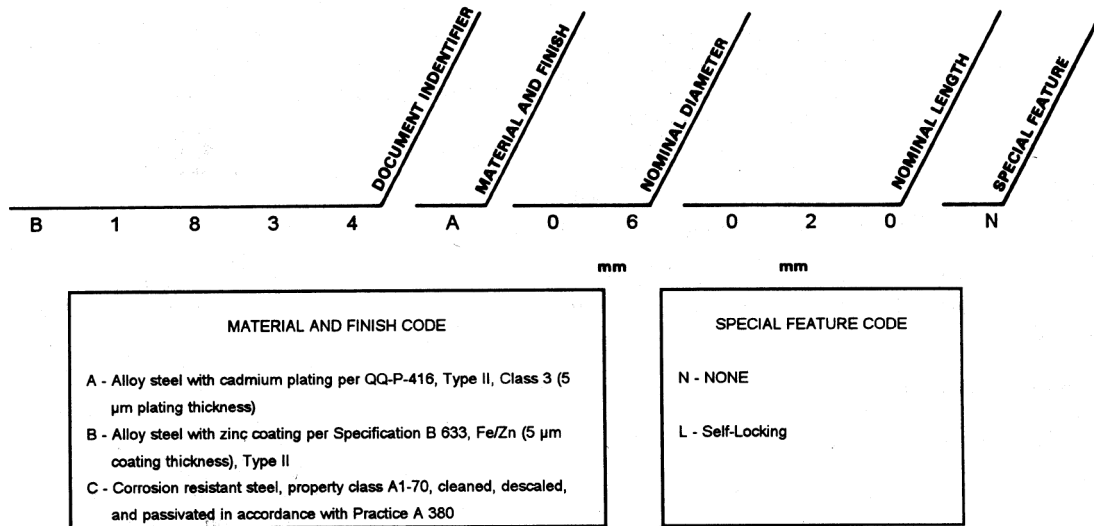 DOCUMENT INDENTIFIER
MATERIAL AND FINISH
NOMINAL DIAMETER
NOMINAL LENGTH
SPECIAL FEATURE
B 1 8 3 4 A 0 6 0 2 0 N
mm mm
MATERIAL AND FINISH CODE
A - Alloy steel with cadmium plating per QQ-P-416, Type II, Class 3 (5
µm plating thickness)
B - Alloy steel with zinc coating per Specification B 633, Fe/Zn (5 µm
coating thickness), Type II
C - Corrosion resistant steel, property class A1-70, cleaned, descaled,
and passivated in accordance with Practice A 380
SPECIAL FEATURE CODE
N - NONE
L - Self-Locking